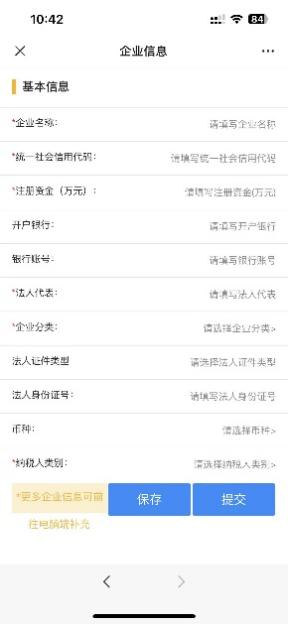 10:42
84
企业信息
基本信息
*企业名称： 请填写企业名称
*统一社会信用代码： 请填写统一社会信用代码
*注册资金（万元）： 请填写注册资金(万元)
开户银行： 请填写开户银行
银行账号： 请填写银行账号
*法人代表： 请填写法人代表
*企业分类： 请选择企业分类>
法人证件类型 请选择法人证件类型
法人身份证号： 请填写法人身份证号
币种： 请选择币种>
*纳税人类别： 请选择纳税人类别>
*更多企业信息可前
往电脑端补充
保存
提交